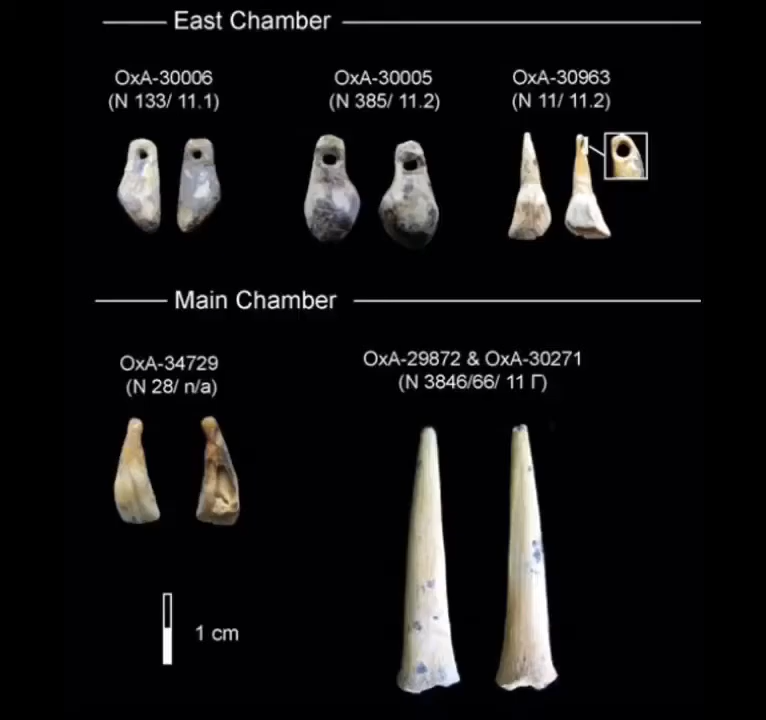 East Chamber
OxA-30006
(N 133/ 11.1)
OxA-30005
(N 385/ 11.2)
OxA-30963
(N 11/ 11.2)
Main Chamber
OxA-34729
(N 28/ n/a)
OxA-29872 & OxA-30271
(N 3846/66/ 11 Г)
1 cm